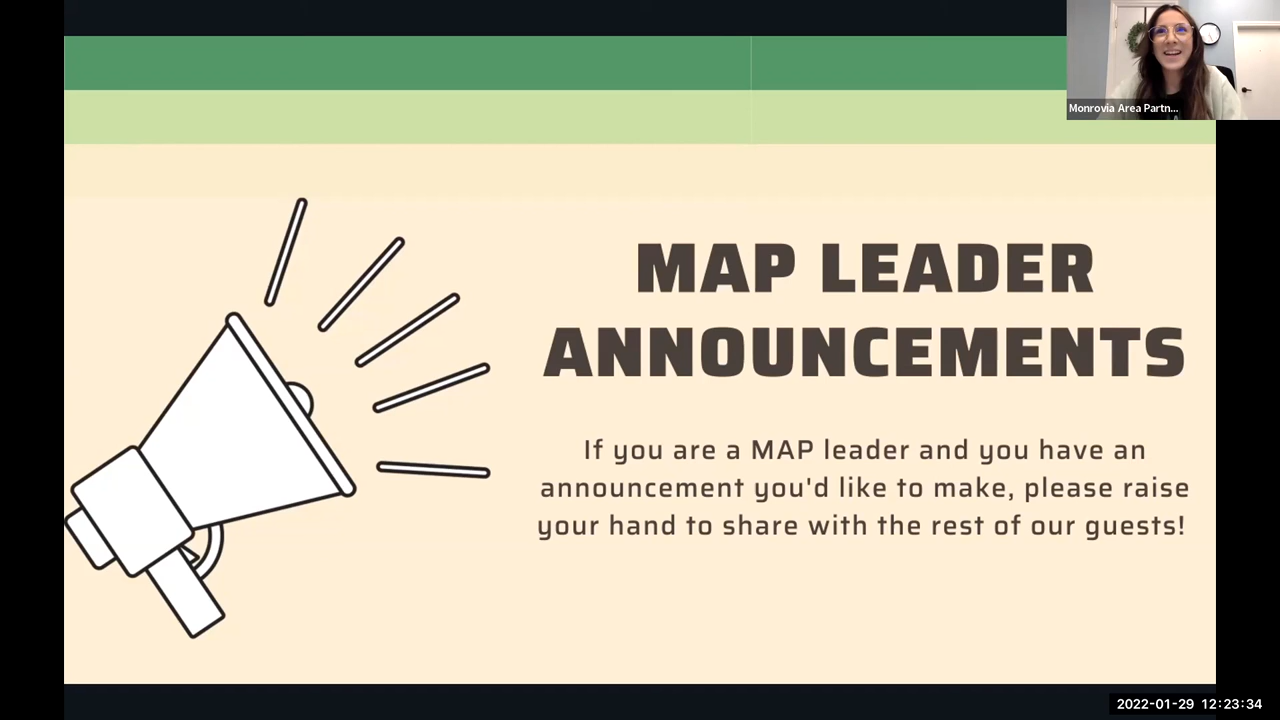 Monrovia Area Partn...
MAP LEADER
ANNOUNCEMENTS
If you are a MAP leader and you have an
announcement you'd like to make, please raise
your hand to share with the rest of our guests!
2022-01-29 12:23:34